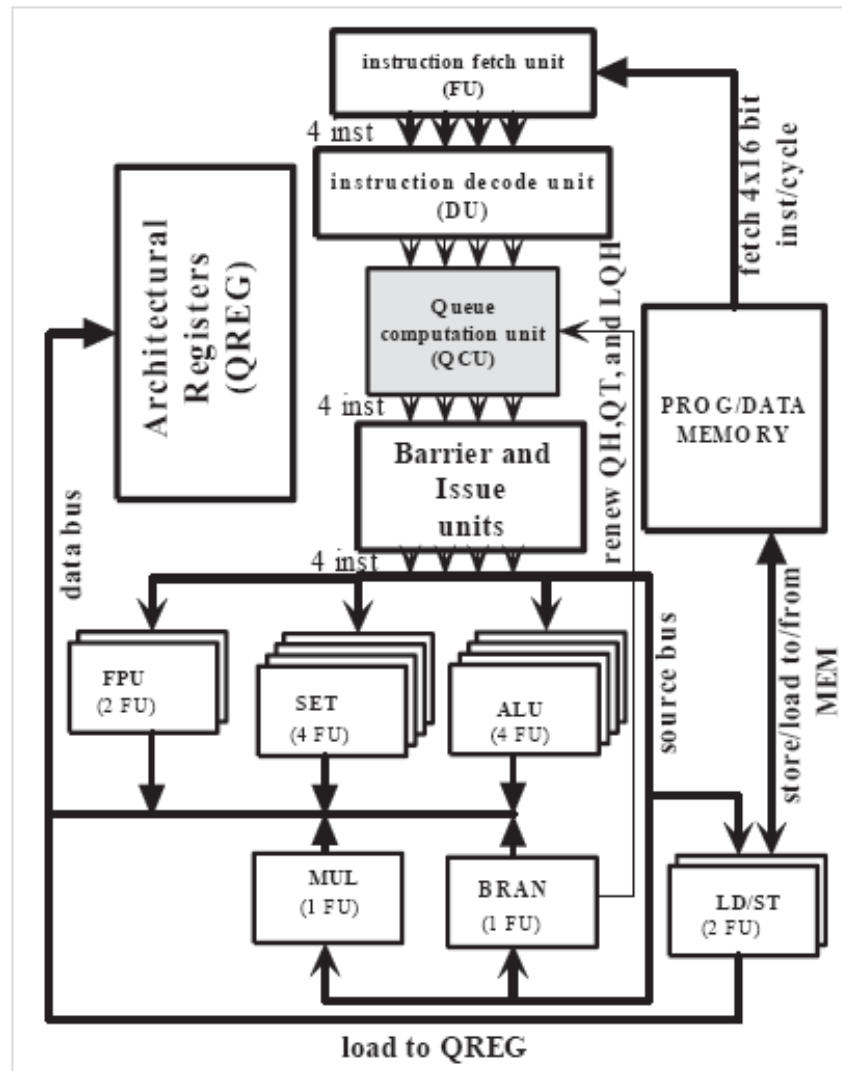 instruction fetch unit
(FU)
4 inst
instruction decode unit
(DU)
fetch 4x16 bit
inst/cycle
Architectural
Registers
(QREG)
Queue
computation unit
(QCU)
renew QH,QT, and LQH
PROG/DATA
MEMORY
4 inst
Barrier and
Issue
units
4 inst
data bus
FPU
(2 FU)
SET
(4 FU)
ALU
(4 FU)
source bus
store/load to/from
MEM
MUL
(1 FU)
BRAN
(1 FU)
LD/ST
(2 FU)
load to QREG